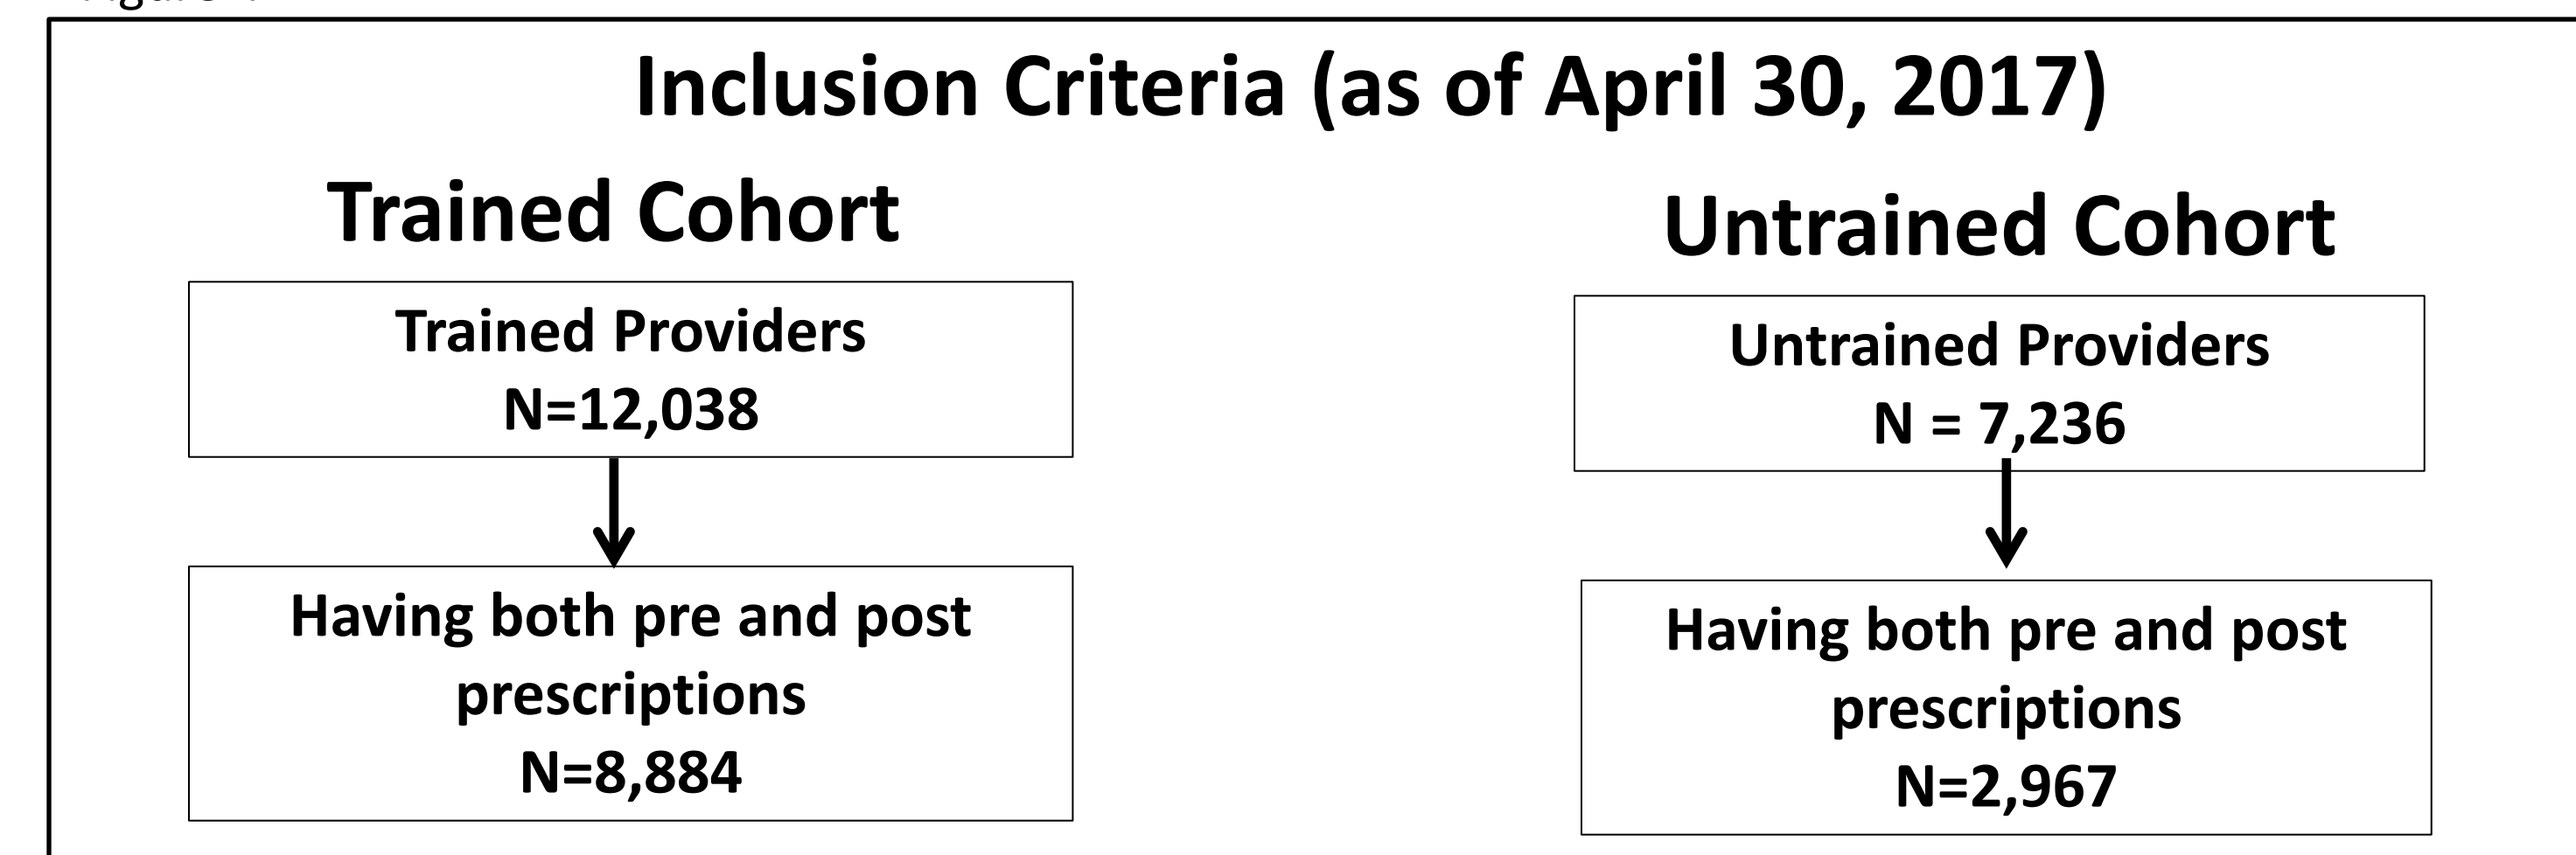 Inclusion Criteria (as of April 30, 2017)
Trained Cohort
Trained Providers
N=12,038
Having both pre and post
prescriptions
N=8,884
Untrained Cohort
Untrained Providers
N = 7,236
Having both pre and post
prescriptions
N=2,967